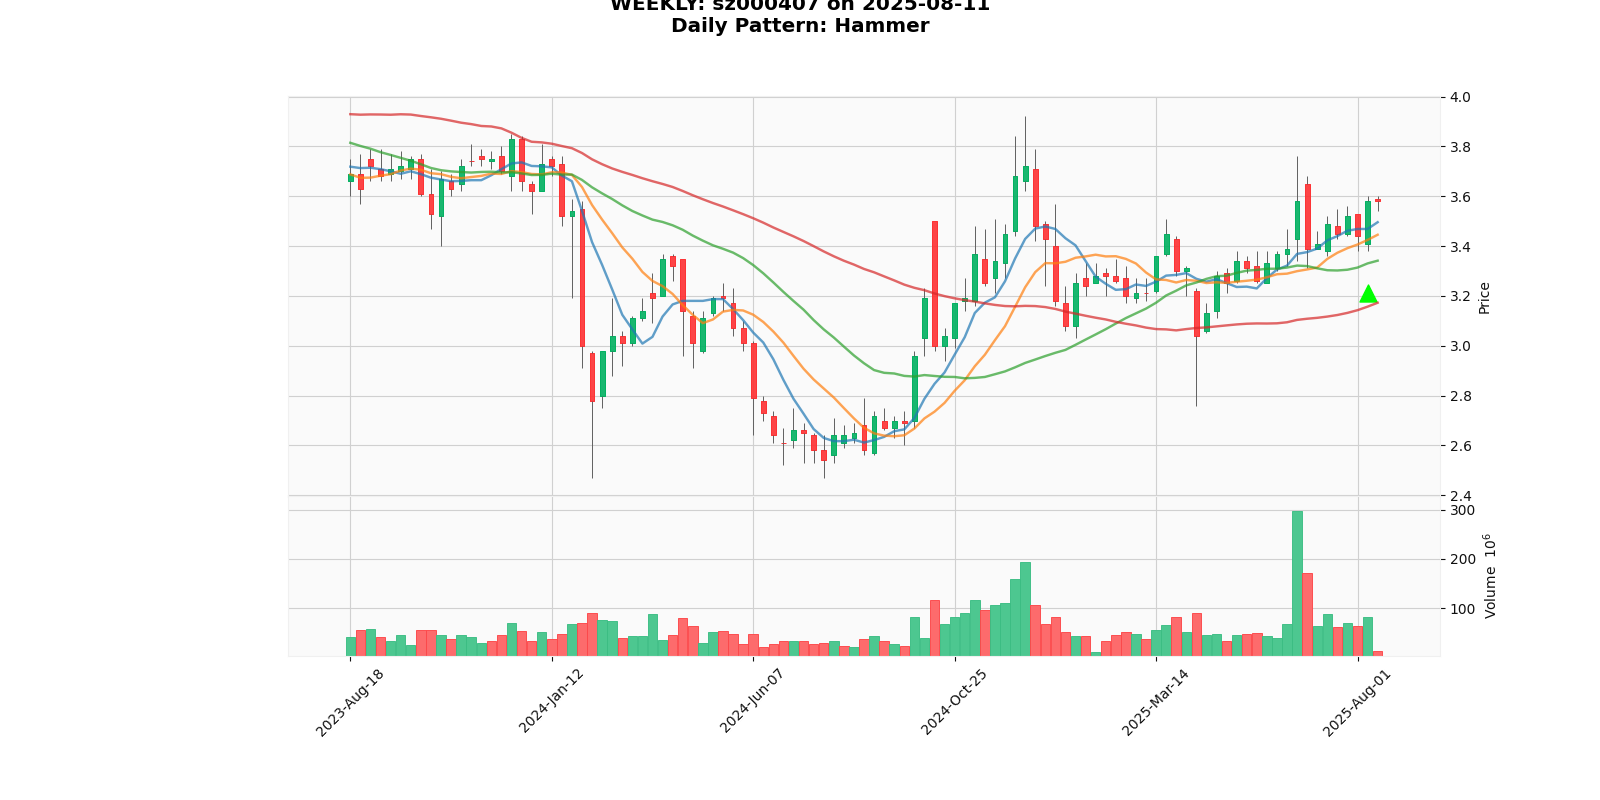 WEEKLY: sz000407 on 2025-08-11
Daily Pattern: Hammer
4.0
3.8
3.6
3.4
3.2
3.0
2.8
2.6
2.4
Price
300
200
100
Volume 10^6
2023-Aug-18
2024-Jan-12
2024-Jun-07
2024-Oct-25
2025-Mar-14
2025-Aug-01